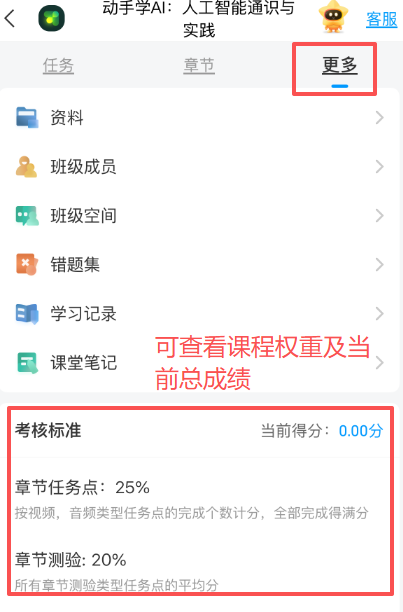 动手学AI：人工智能通识与
实践
客服
任务
章节
更多
资料
班级成员
班级空间
错题集
学习记录
课堂笔记
可查看课程权重及当
前总成绩
考核标准
当前得分：0.00分
章节任务点：25%
按视频，音频类型任务点的完成个数计分，全部完成得满分
章节测验: 20%
所有章节测验类型任务点的平均分